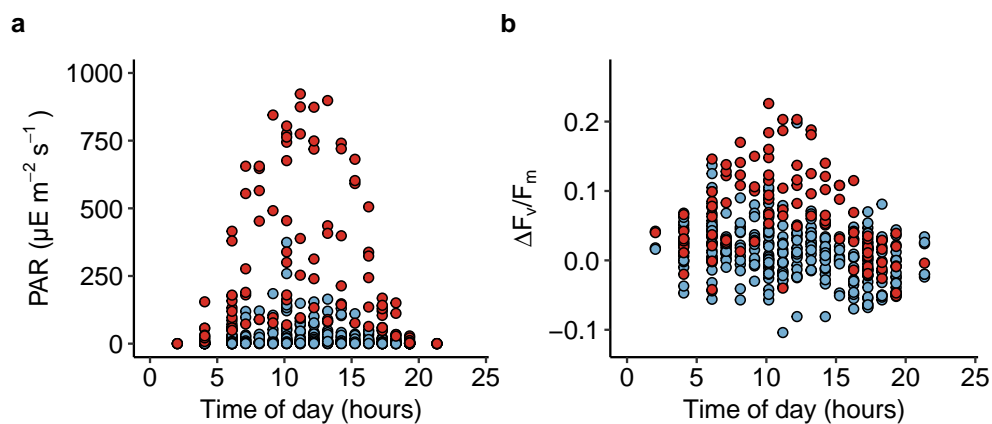 a
b
1000
750
500
250
0
PAR (μE m⁻² s⁻¹ )
0 5 10 15 20 25
Time of day (hours)
0.2
0.1
0.0
−0.1
ΔFᵥ/Fₘ
0 5 10 15 20 25
Time of day (hours)